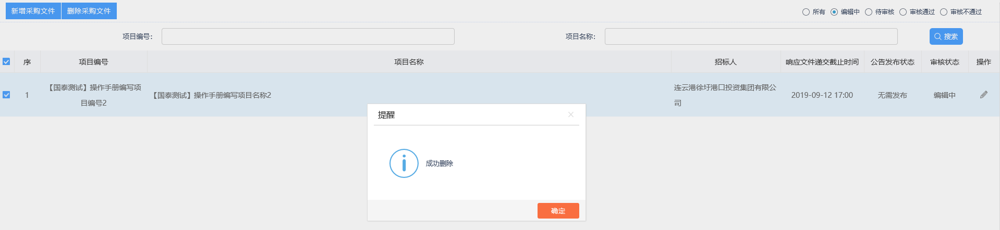 新增采购文件 删除采购文件 所有 编辑中 待审核 审核通过 审核不通过
项目编号： 项目名称： 搜索
序 项目编号 项目名称 招标人 响应文件递交截止时间 公告发布状态 审核状态 操作
1 【国泰测试】操作手册编写项目编号2 【国泰测试】操作手册编写项目名称2 连云港徐圩港口投资集团有限公司 2019-09-12 17:00 无需发布 编辑中
提醒
成功删除
确定